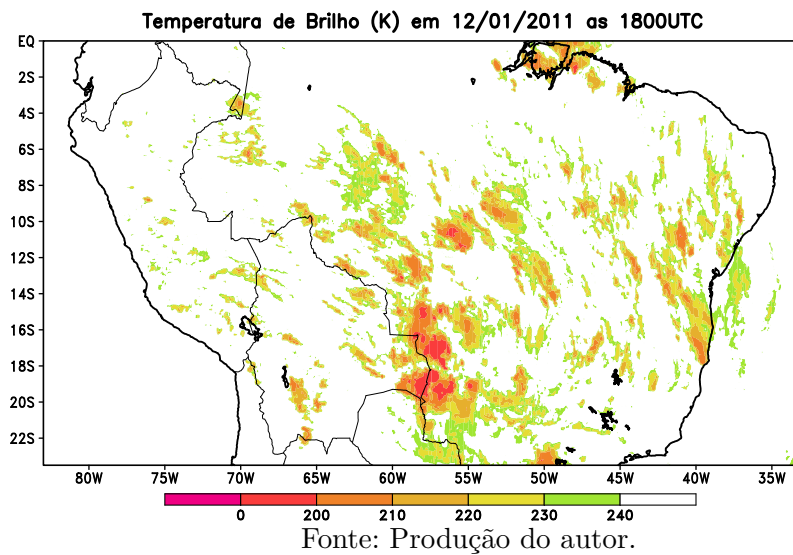 Temperatura de Brilho (K) em 12/01/2011 as 1800UTC
EQ
2S
4S
6S
8S
10S
12S
14S
16S
18S
20S
22S
80W 75W 70W 65W 60W 55W 50W 45W 40W 35W
0 200 210 220 230 240
Fonte: Produção do autor.